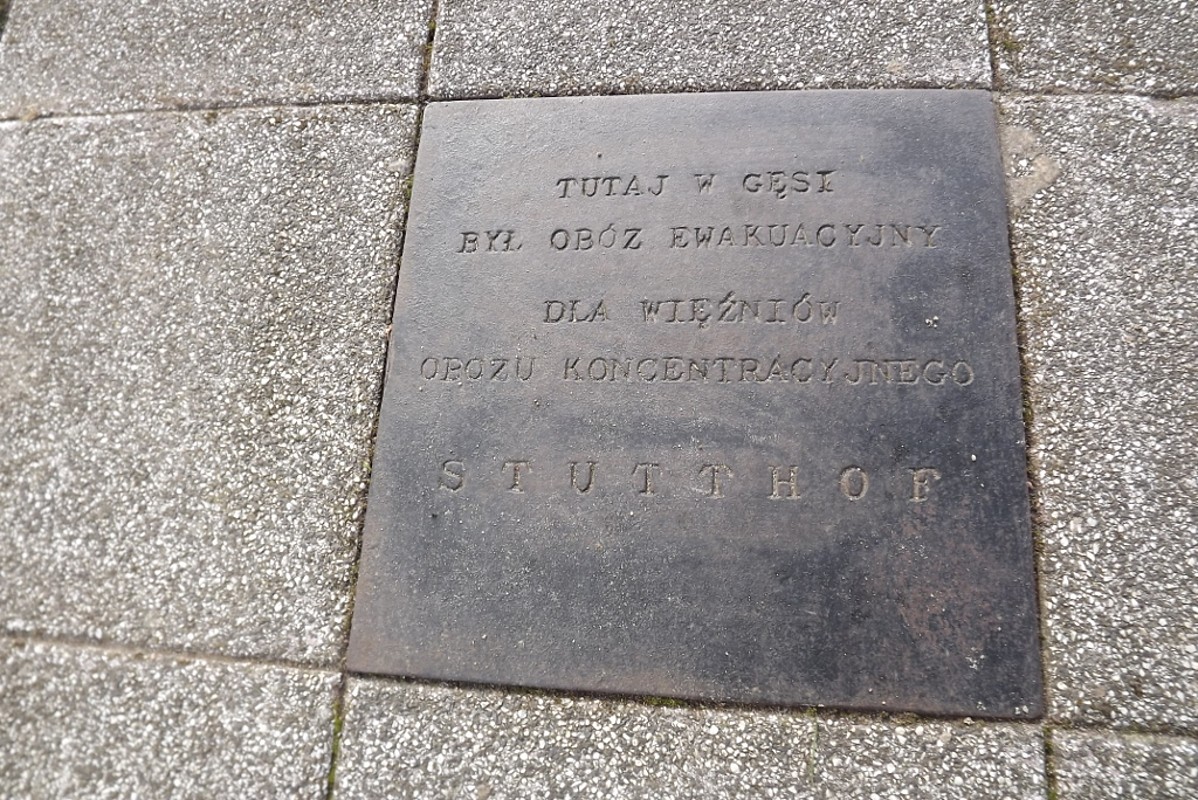 TUTAJ W GĘSI
BYŁ OBÓZ EWAKUACYJNY
DLA WIĘŹNIÓW
OBOZU KONCENTRACYJNEGO
STUTTHOF